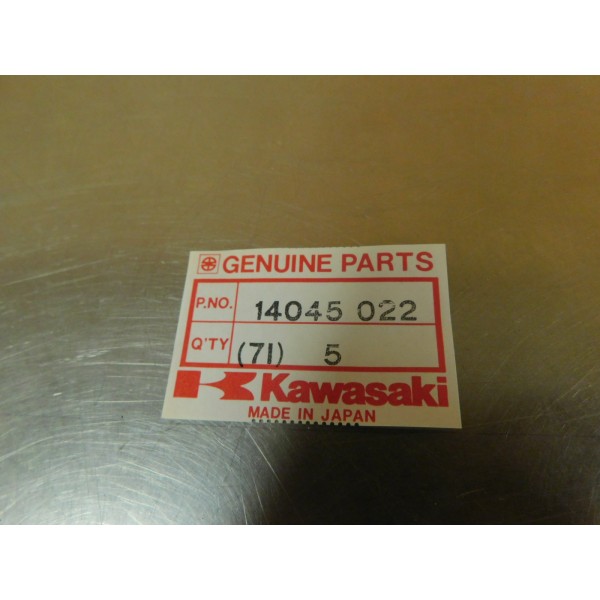 GENUINE PARTS
P.NO. 14045 022
Q'TY (71) 5
Kawasaki
MADE IN JAPAN